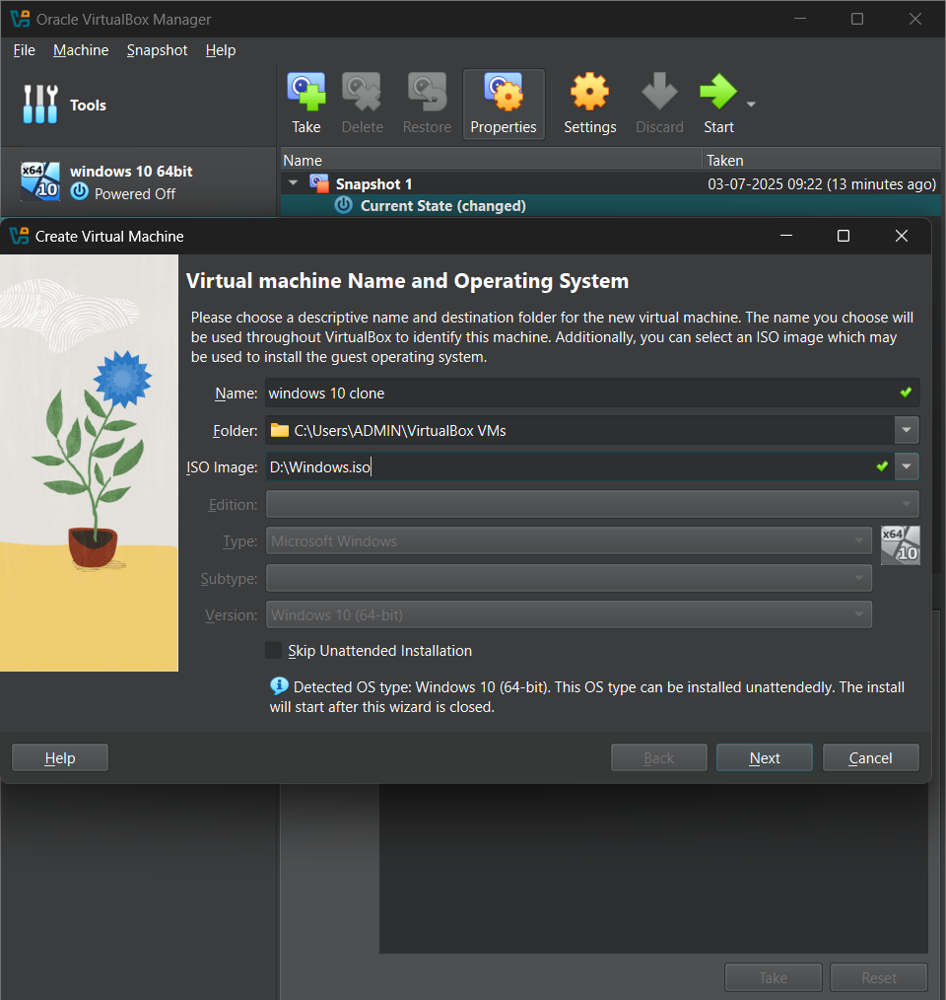 Oracle VirtualBox Manager
File Machine Snapshot Help
Tools
Take Delete Restore Properties Settings Discard Start
Name Taken
x64 10 windows 10 64bit
Powered Off
Snapshot 1 03-07-2025 09:22 (13 minutes ago)
Current State (changed)
Create Virtual Machine
Virtual machine Name and Operating System
Please choose a descriptive name and destination folder for the new virtual machine. The name you choose will
be used throughout VirtualBox to identify this machine. Additionally, you can select an ISO image which may
be used to install the guest operating system.
Name: windows 10 clone
Folder: C:\Users\ADMIN\VirtualBox VMs
ISO Image: D:\Windows.iso
Edition:
Type: Microsoft Windows x64 10
Subtype:
Version: Windows 10 (64-bit)
Skip Unattended Installation
Detected OS type: Windows 10 (64-bit). This OS type can be installed unattendedly. The install
will start after this wizard is closed.
Help Back Next Cancel
Take Reset